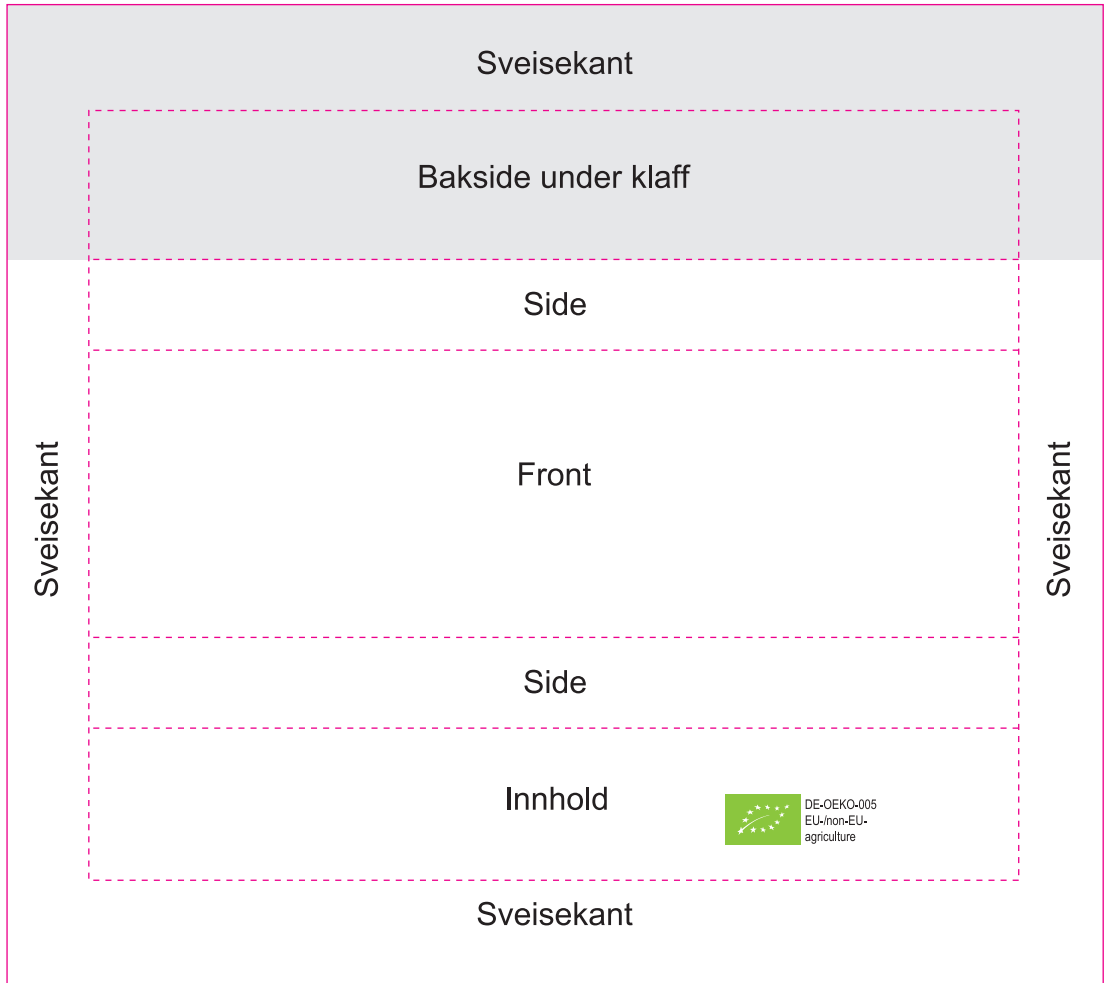 Sveisekant
Bakside under klaff
Side
Front
Sveisekant
Sveisekant
Side
Innhold
DE-OEKO-005
EU-/non-EU-
agriculture
Sveisekant